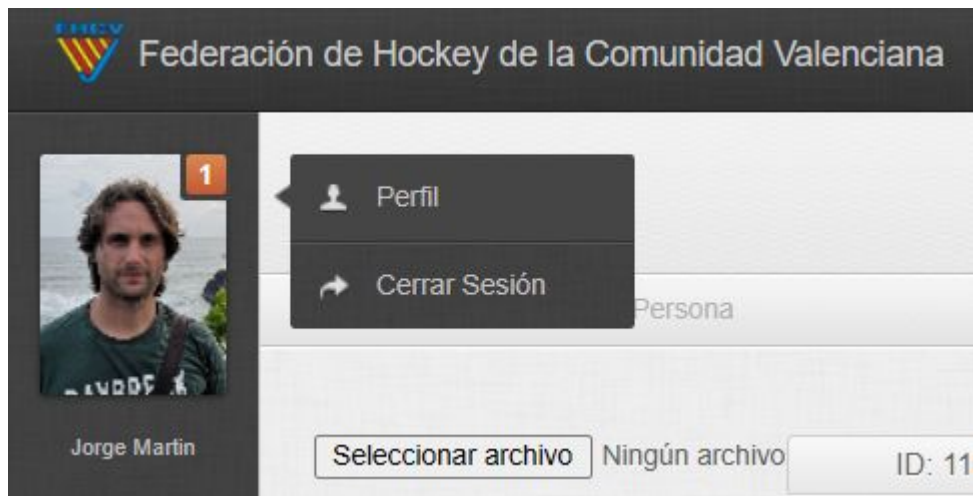 FHCV
Federación de Hockey de la Comunidad Valenciana
1
Perfil
Cerrar Sesión
Persona
Jorge Martin
Seleccionar archivo
Ningún archivo
ID: 11